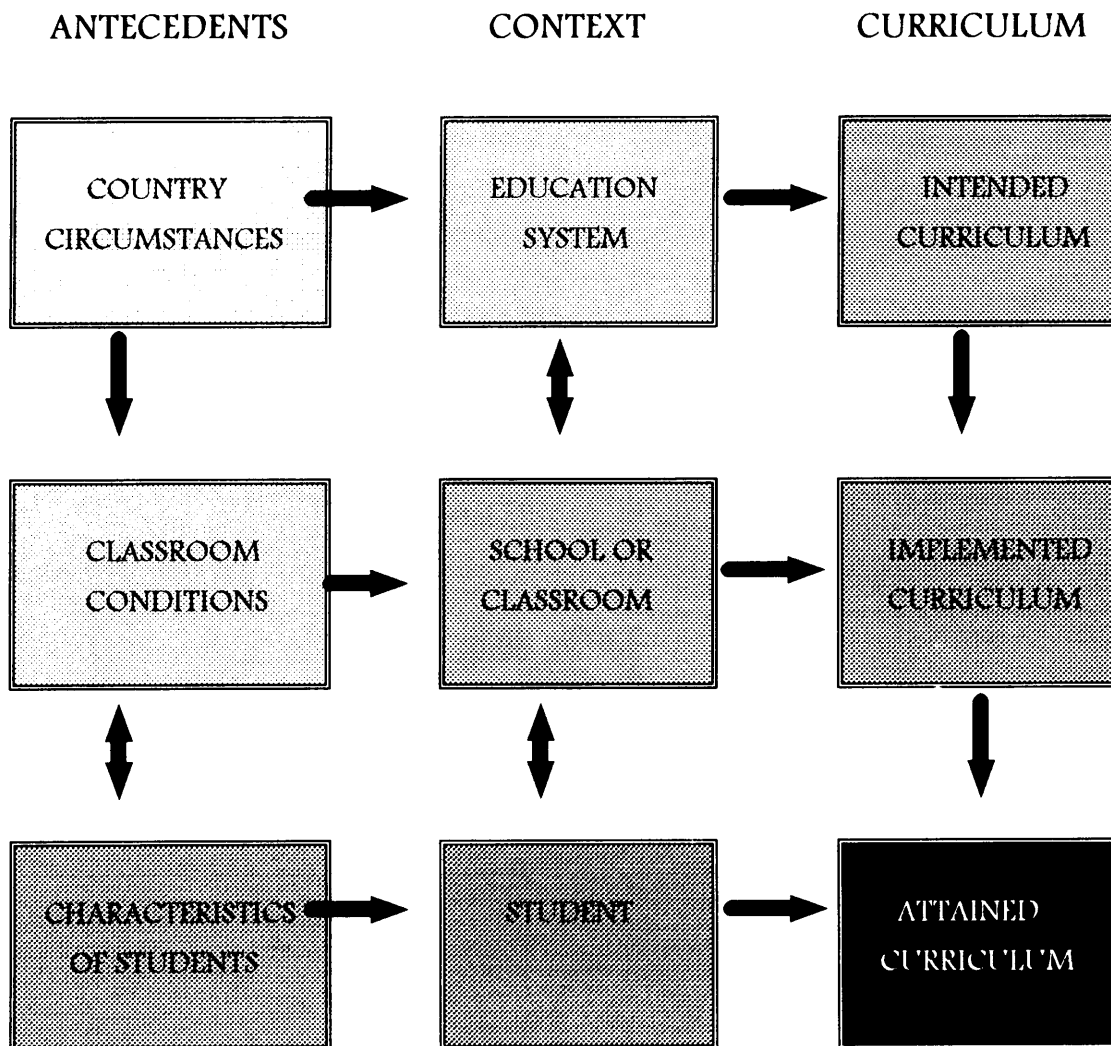 ANTECEDENTS CONTEXT CURRICULUM
COUNTRY
CIRCUMSTANCES
EDUCATION
SYSTEM
INTENDED
CURRICULUM
CLASSROOM
CONDITIONS
SCHOOL OR
CLASSROOM
IMPLEMENTED
CURRICULUM
CHARACTERISTICS
OF STUDENTS
STUDENT
ATTAINED
CURRICULUM